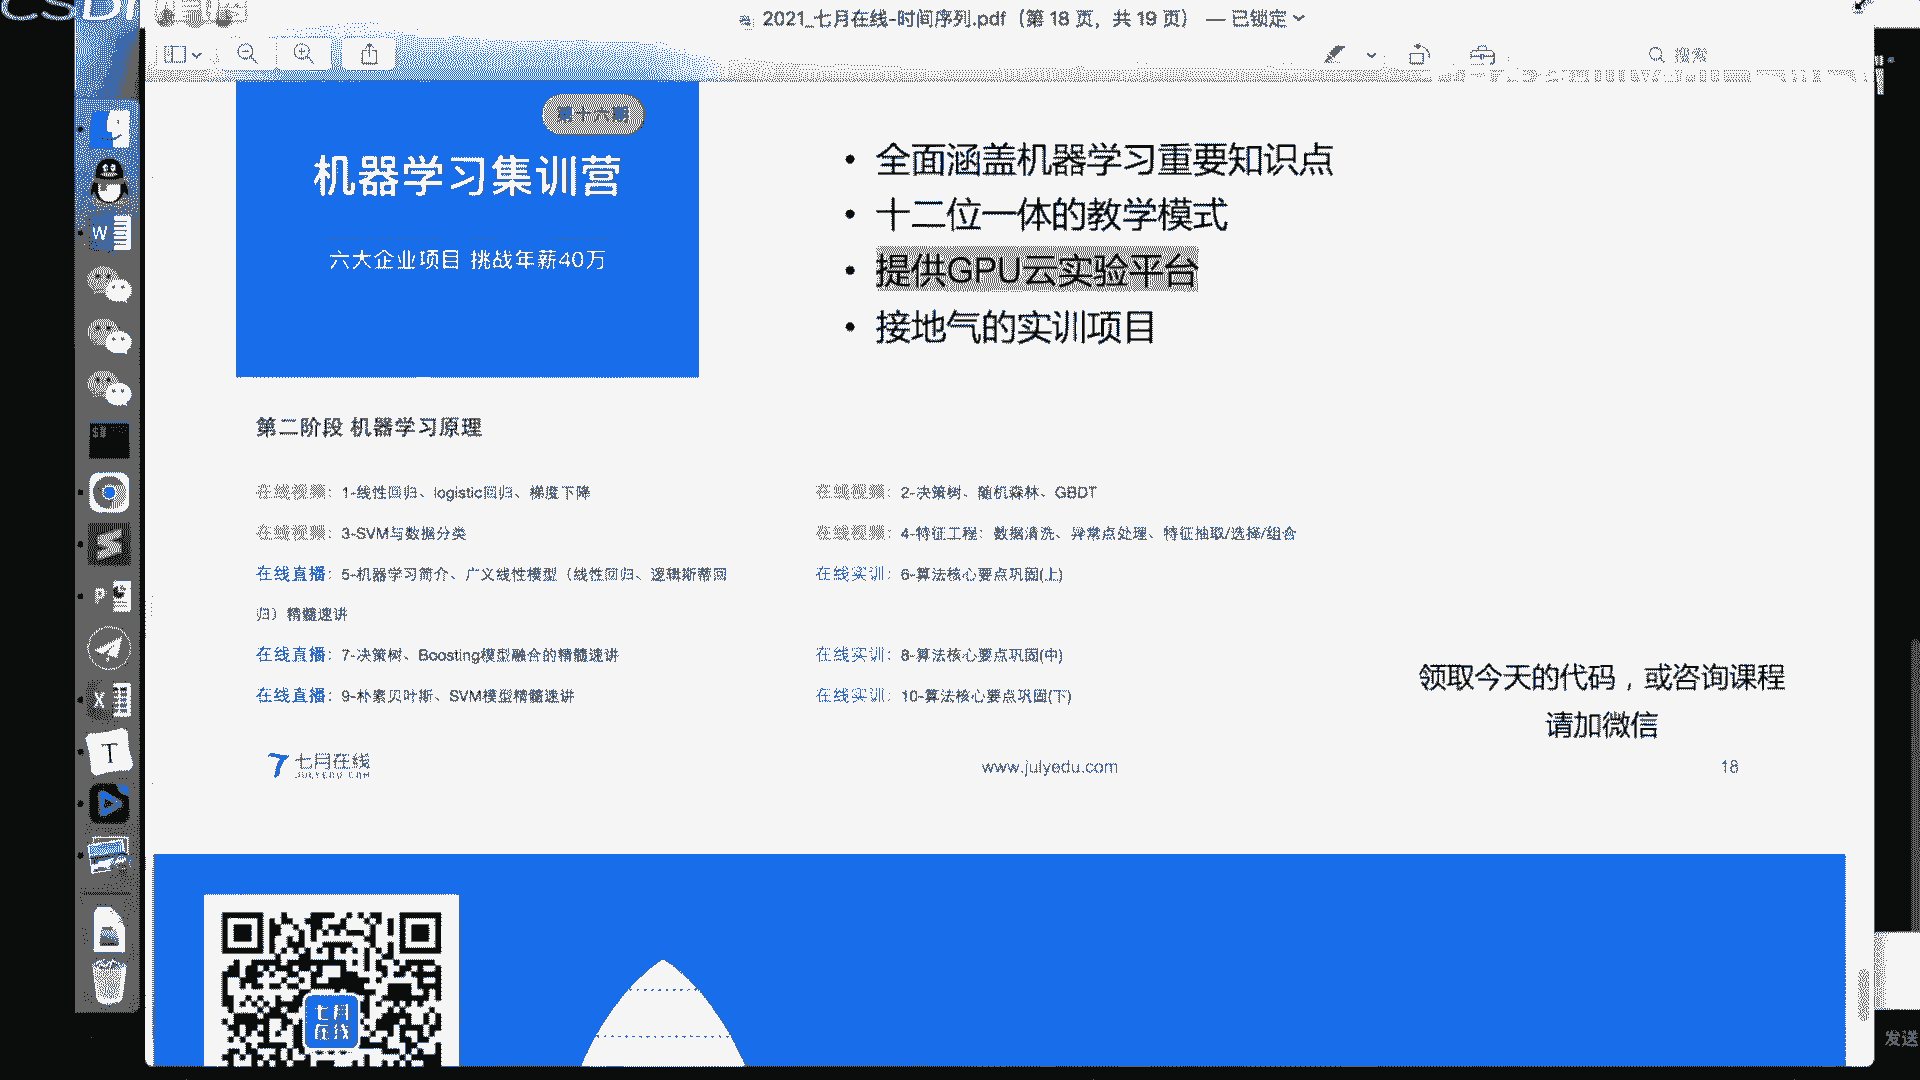 2021_七月在线-时间序列.pdf（第 18 页，共 19 页） — 已锁定
搜索
第十六期
机器学习集训营
六大企业项目 挑战年薪40万
• 全面涵盖机器学习重要知识点
• 十二位一体的教学模式
• 提供GPU云实验平台
• 接地气的实训项目
第二阶段 机器学习原理
在线视频：1-线性回归、logistic回归、梯度下降
在线视频：2-决策树、随机森林、GBDT
在线视频：3-SVM与数据分类
在线视频：4-特征工程：数据清洗、异常点处理、特征抽取/选择/组合
在线直播：5-机器学习简介、广义线性模型（线性回归、逻辑斯蒂回
归）精髓速讲
在线实训：6-算法核心要点巩固(上)
在线直播：7-决策树、Boosting模型融合的精髓速讲
在线实训：8-算法核心要点巩固(中)
在线直播：9-朴素贝叶斯、SVM模型精髓速讲
在线实训：10-算法核心要点巩固(下)
领取今天的代码，或咨询课程
请加微信
七月在线
JULYEDU.COM
www.julyedu.com
18
七月
在线
发送